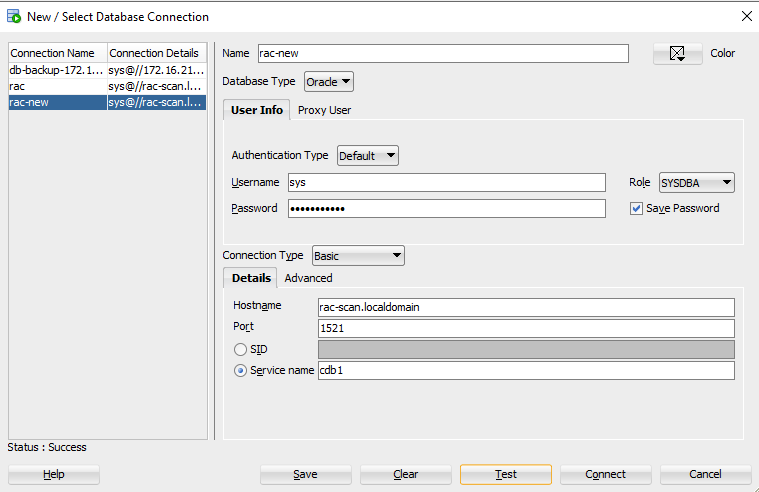 New / Select Database Connection
Connection Name Connection Details
db-backup-172.1... sys@//172.16.21...
rac sys@//rac-scan.l...
rac-new sys@//rac-scan.l...
Name rac-new Color
Database Type Oracle
User Info Proxy User
Authentication Type Default
Username sys Role SYSDBA
Password ●●●●●●●●●●● Save Password
Connection Type Basic
Details Advanced
Hostname rac-scan.localdomain
Port 1521
SID
Service name cdb1
Status : Success
Help Save Clear Test Connect Cancel